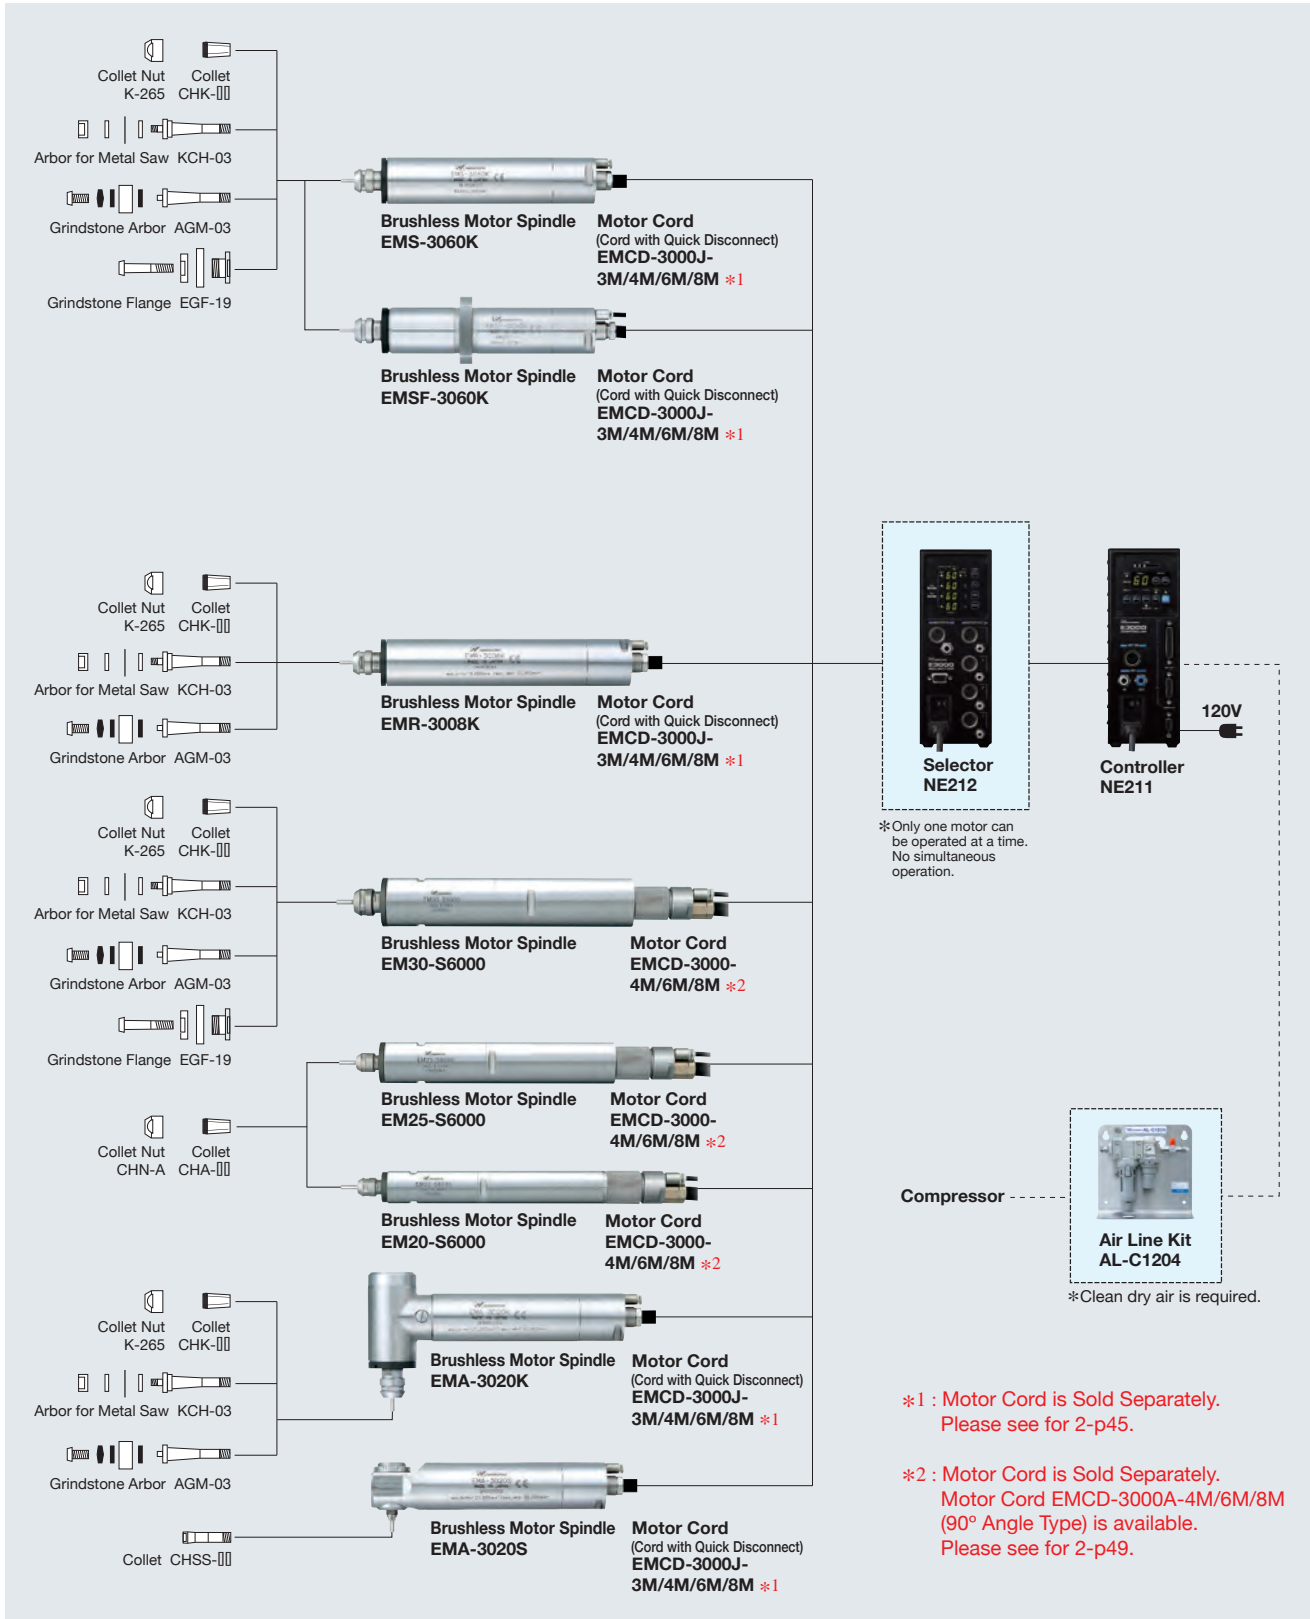 Collet Nut
K-265
Collet
CHK-▯▯
Arbor for Metal Saw KCH-03
Grindstone Arbor AGM-03
Grindstone Flange EGF-19
Brushless Motor Spindle
EMS-3060K
Motor Cord
(Cord with Quick Disconnect)
EMCD-3000J-
3M/4M/6M/8M *1
Brushless Motor Spindle
EMSF-3060K
Motor Cord
(Cord with Quick Disconnect)
EMCD-3000J-
3M/4M/6M/8M *1
Collet Nut
K-265
Collet
CHK-▯▯
Arbor for Metal Saw KCH-03
Grindstone Arbor AGM-03
Brushless Motor Spindle
EMR-3008K
Motor Cord
(Cord with Quick Disconnect)
EMCD-3000J-
3M/4M/6M/8M *1
E3000
Selector
NE212
*Only one motor can
be operated at a time.
No simultaneous
operation.
60
E3000
CONTROLLER
120V
Controller
NE211
Collet Nut
K-265
Collet
CHK-▯▯
Arbor for Metal Saw KCH-03
Grindstone Arbor AGM-03
Grindstone Flange EGF-19
Brushless Motor Spindle
EM30-S6000
Motor Cord
EMCD-3000-
4M/6M/8M *2
Brushless Motor Spindle
EM25-S6000
Motor Cord
EMCD-3000-
4M/6M/8M *2
Collet Nut
CHN-A
Collet
CHA-▯▯
Brushless Motor Spindle
EM20-S6000
Motor Cord
EMCD-3000-
4M/6M/8M *2
Compressor
AL-C1204
Air Line Kit
AL-C1204
*Clean dry air is required.
Collet Nut
K-265
Collet
CHK-▯▯
Arbor for Metal Saw KCH-03
Grindstone Arbor AGM-03
Brushless Motor Spindle
EMA-3020K
Motor Cord
(Cord with Quick Disconnect)
EMCD-3000J-
3M/4M/6M/8M *1
Collet CHSS-▯▯
Brushless Motor Spindle
EMA-3020S
Motor Cord
(Cord with Quick Disconnect)
EMCD-3000J-
3M/4M/6M/8M *1
*1 : Motor Cord is Sold Separately.
Please see for 2-p45.
*2 : Motor Cord is Sold Separately.
Motor Cord EMCD-3000A-4M/6M/8M
(90º Angle Type) is available.
Please see for 2-p49.